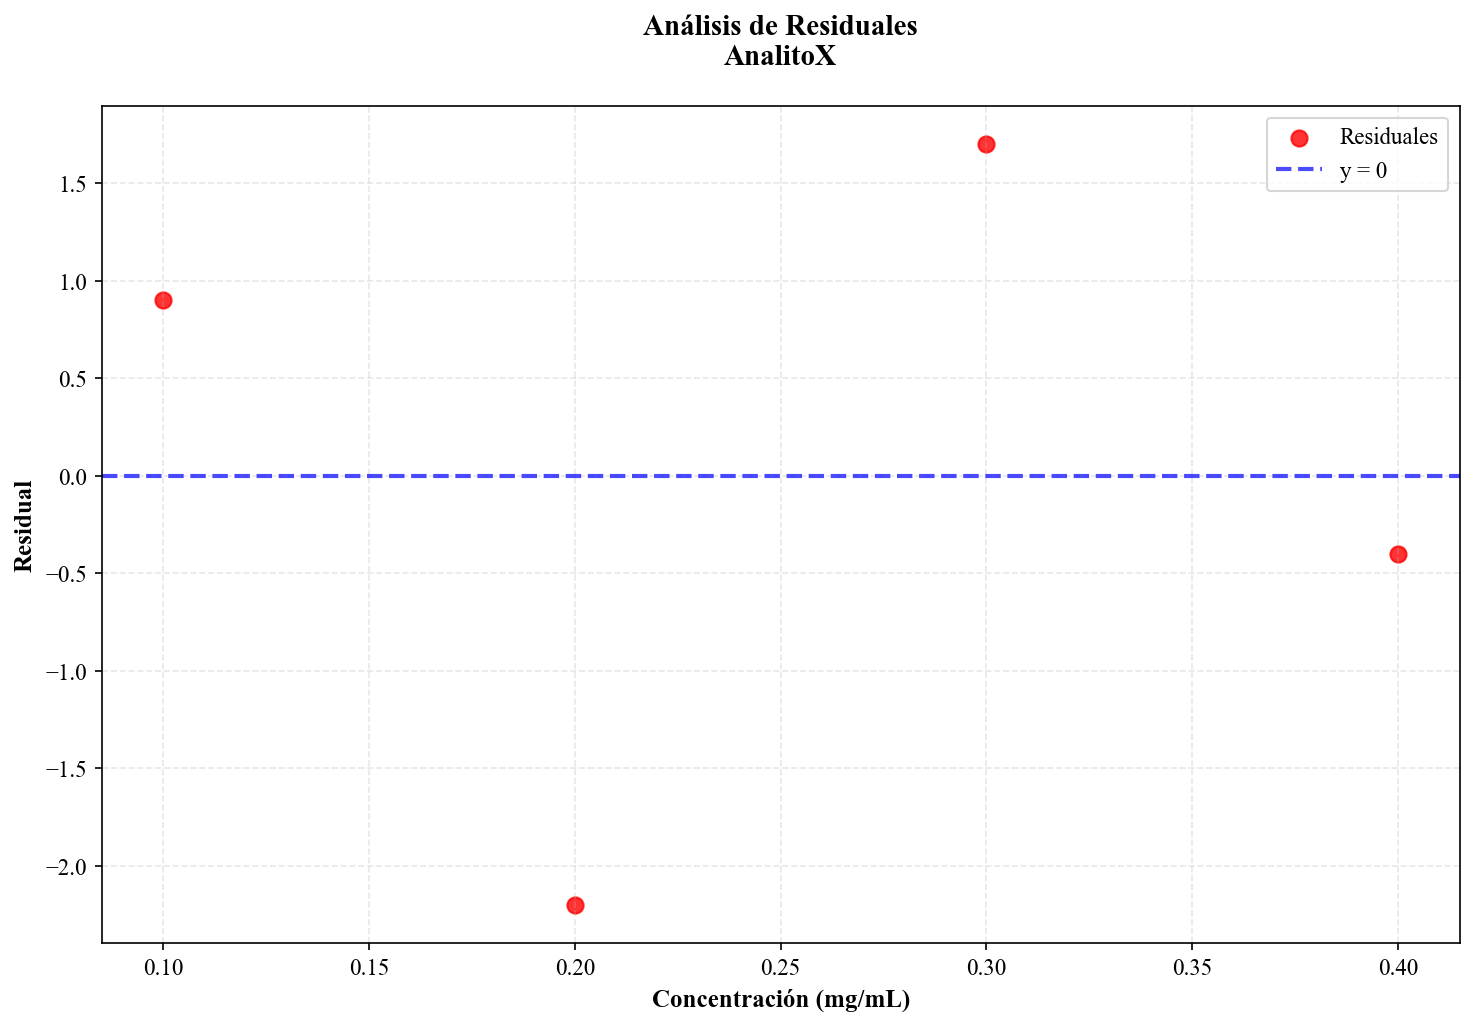 Análisis de Residuales
AnalitoX
Residuales
y = 0
1.5
1.0
0.5
0.0
−0.5
−1.0
−1.5
−2.0
Residual
0.10 0.15 0.20 0.25 0.30 0.35 0.40
Concentración (mg/mL)